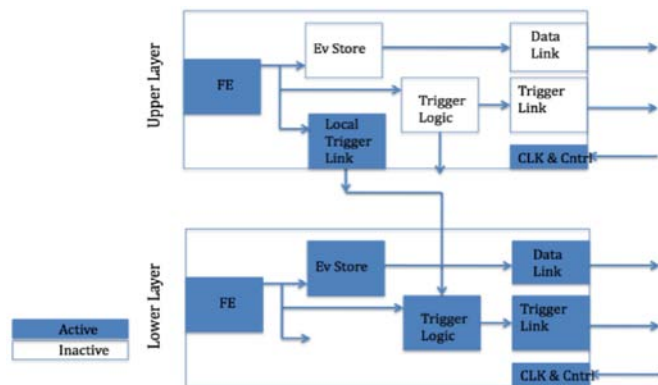 Upper Layer
FE
Ev Store
Data
Link
Trigger
Logic
Trigger
Link
Local
Trigger
Link
CLK & Cntrl
Lower Layer
FE
Ev Store
Data
Link
Trigger
Logic
Trigger
Link
CLK & Cntrl
Active
Inactive